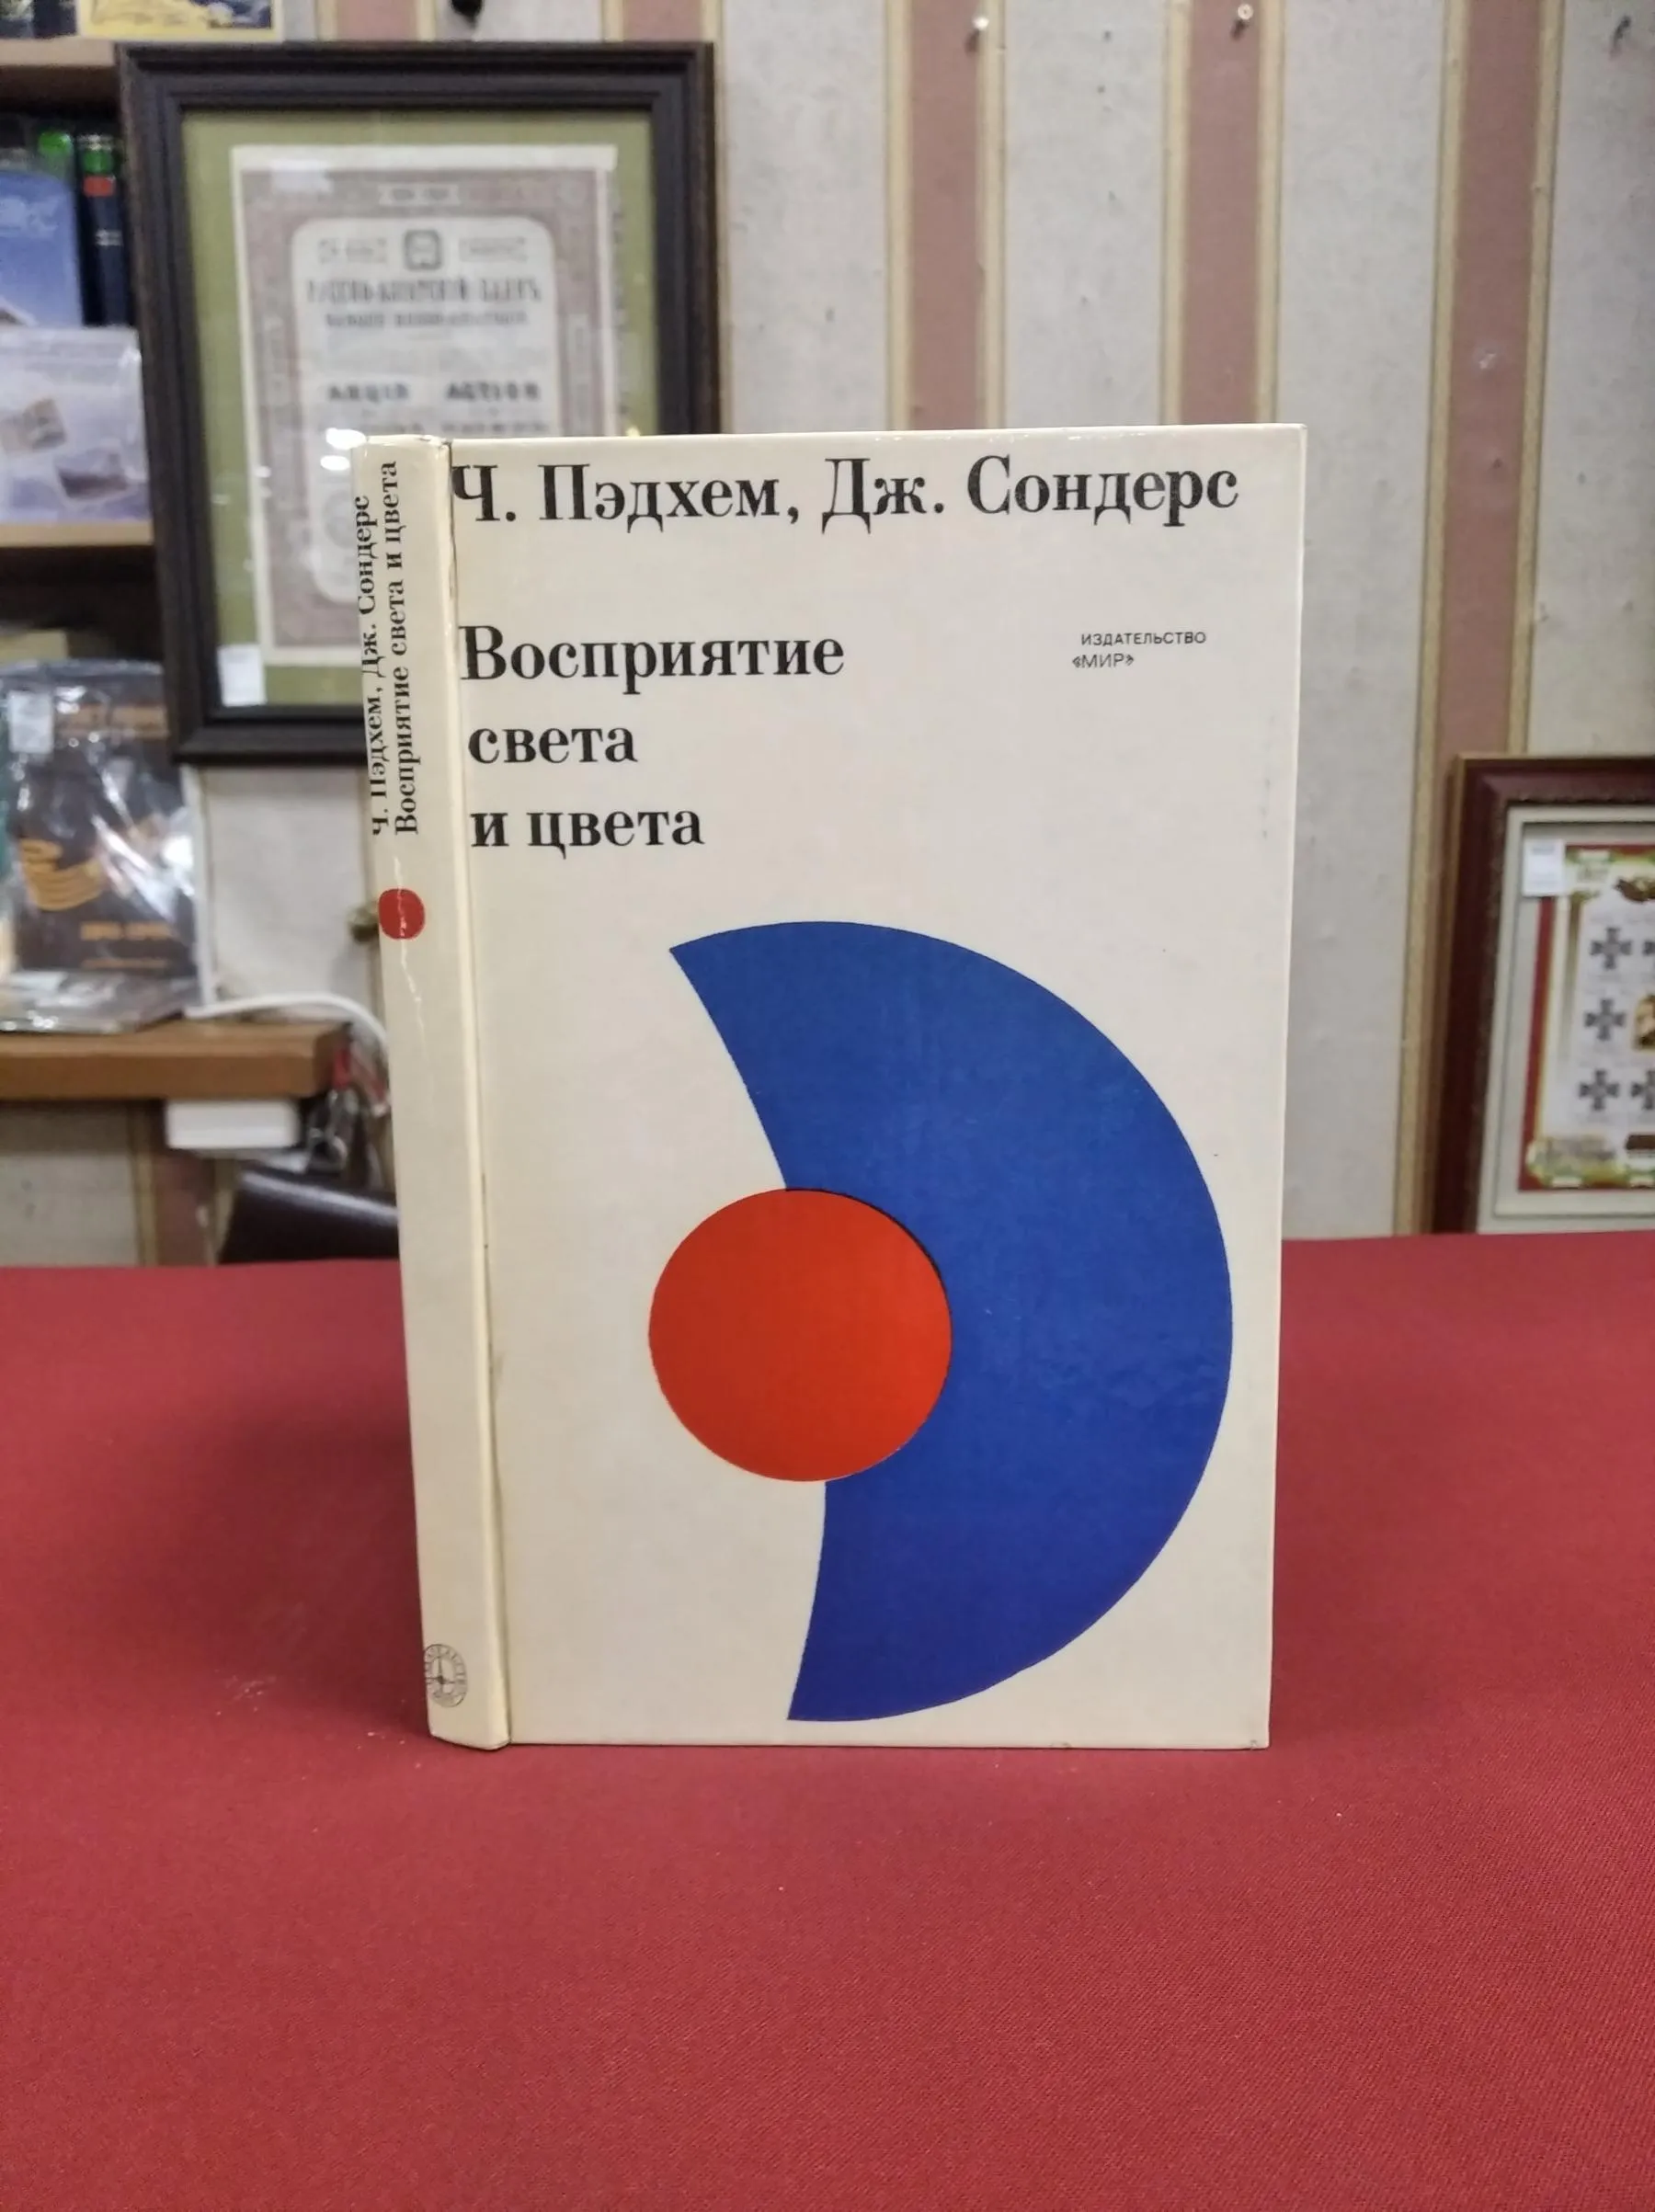 Ч. Пэдхем, Дж. Сондерс
Восприятие
света
и цвета
ИЗДАТЕЛЬСТВО
«МИР»
Ч. Пэдхем, Дж. Сондерс
Восприятие света и цвета